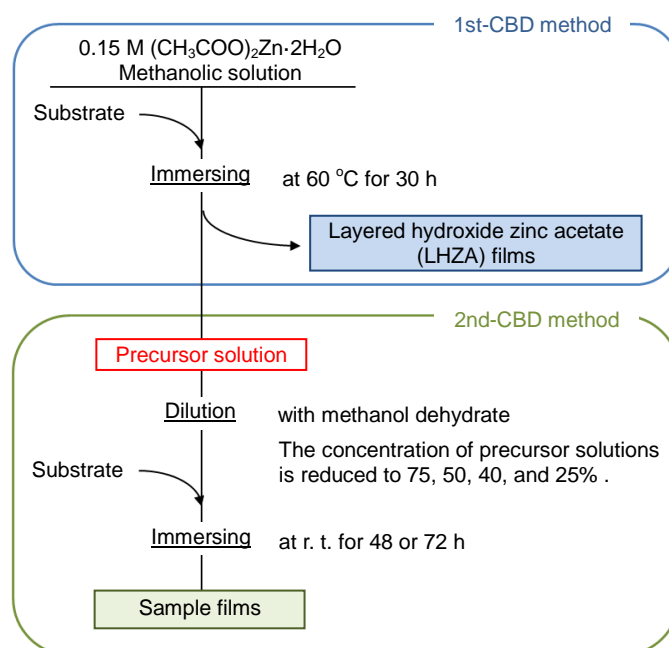 1st-CBD method
0.15 M (CH₃COO)₂Zn·2H₂O
Methanolic solution
Substrate
Immersing
at 60 °C for 30 h
Layered hydroxide zinc acetate
(LHZA) films
2nd-CBD method
Precursor solution
Dilution
with methanol dehydrate
The concentration of precursor solutions
is reduced to 75, 50, 40, and 25% .
Substrate
Immersing
at r. t. for 48 or 72 h
Sample films